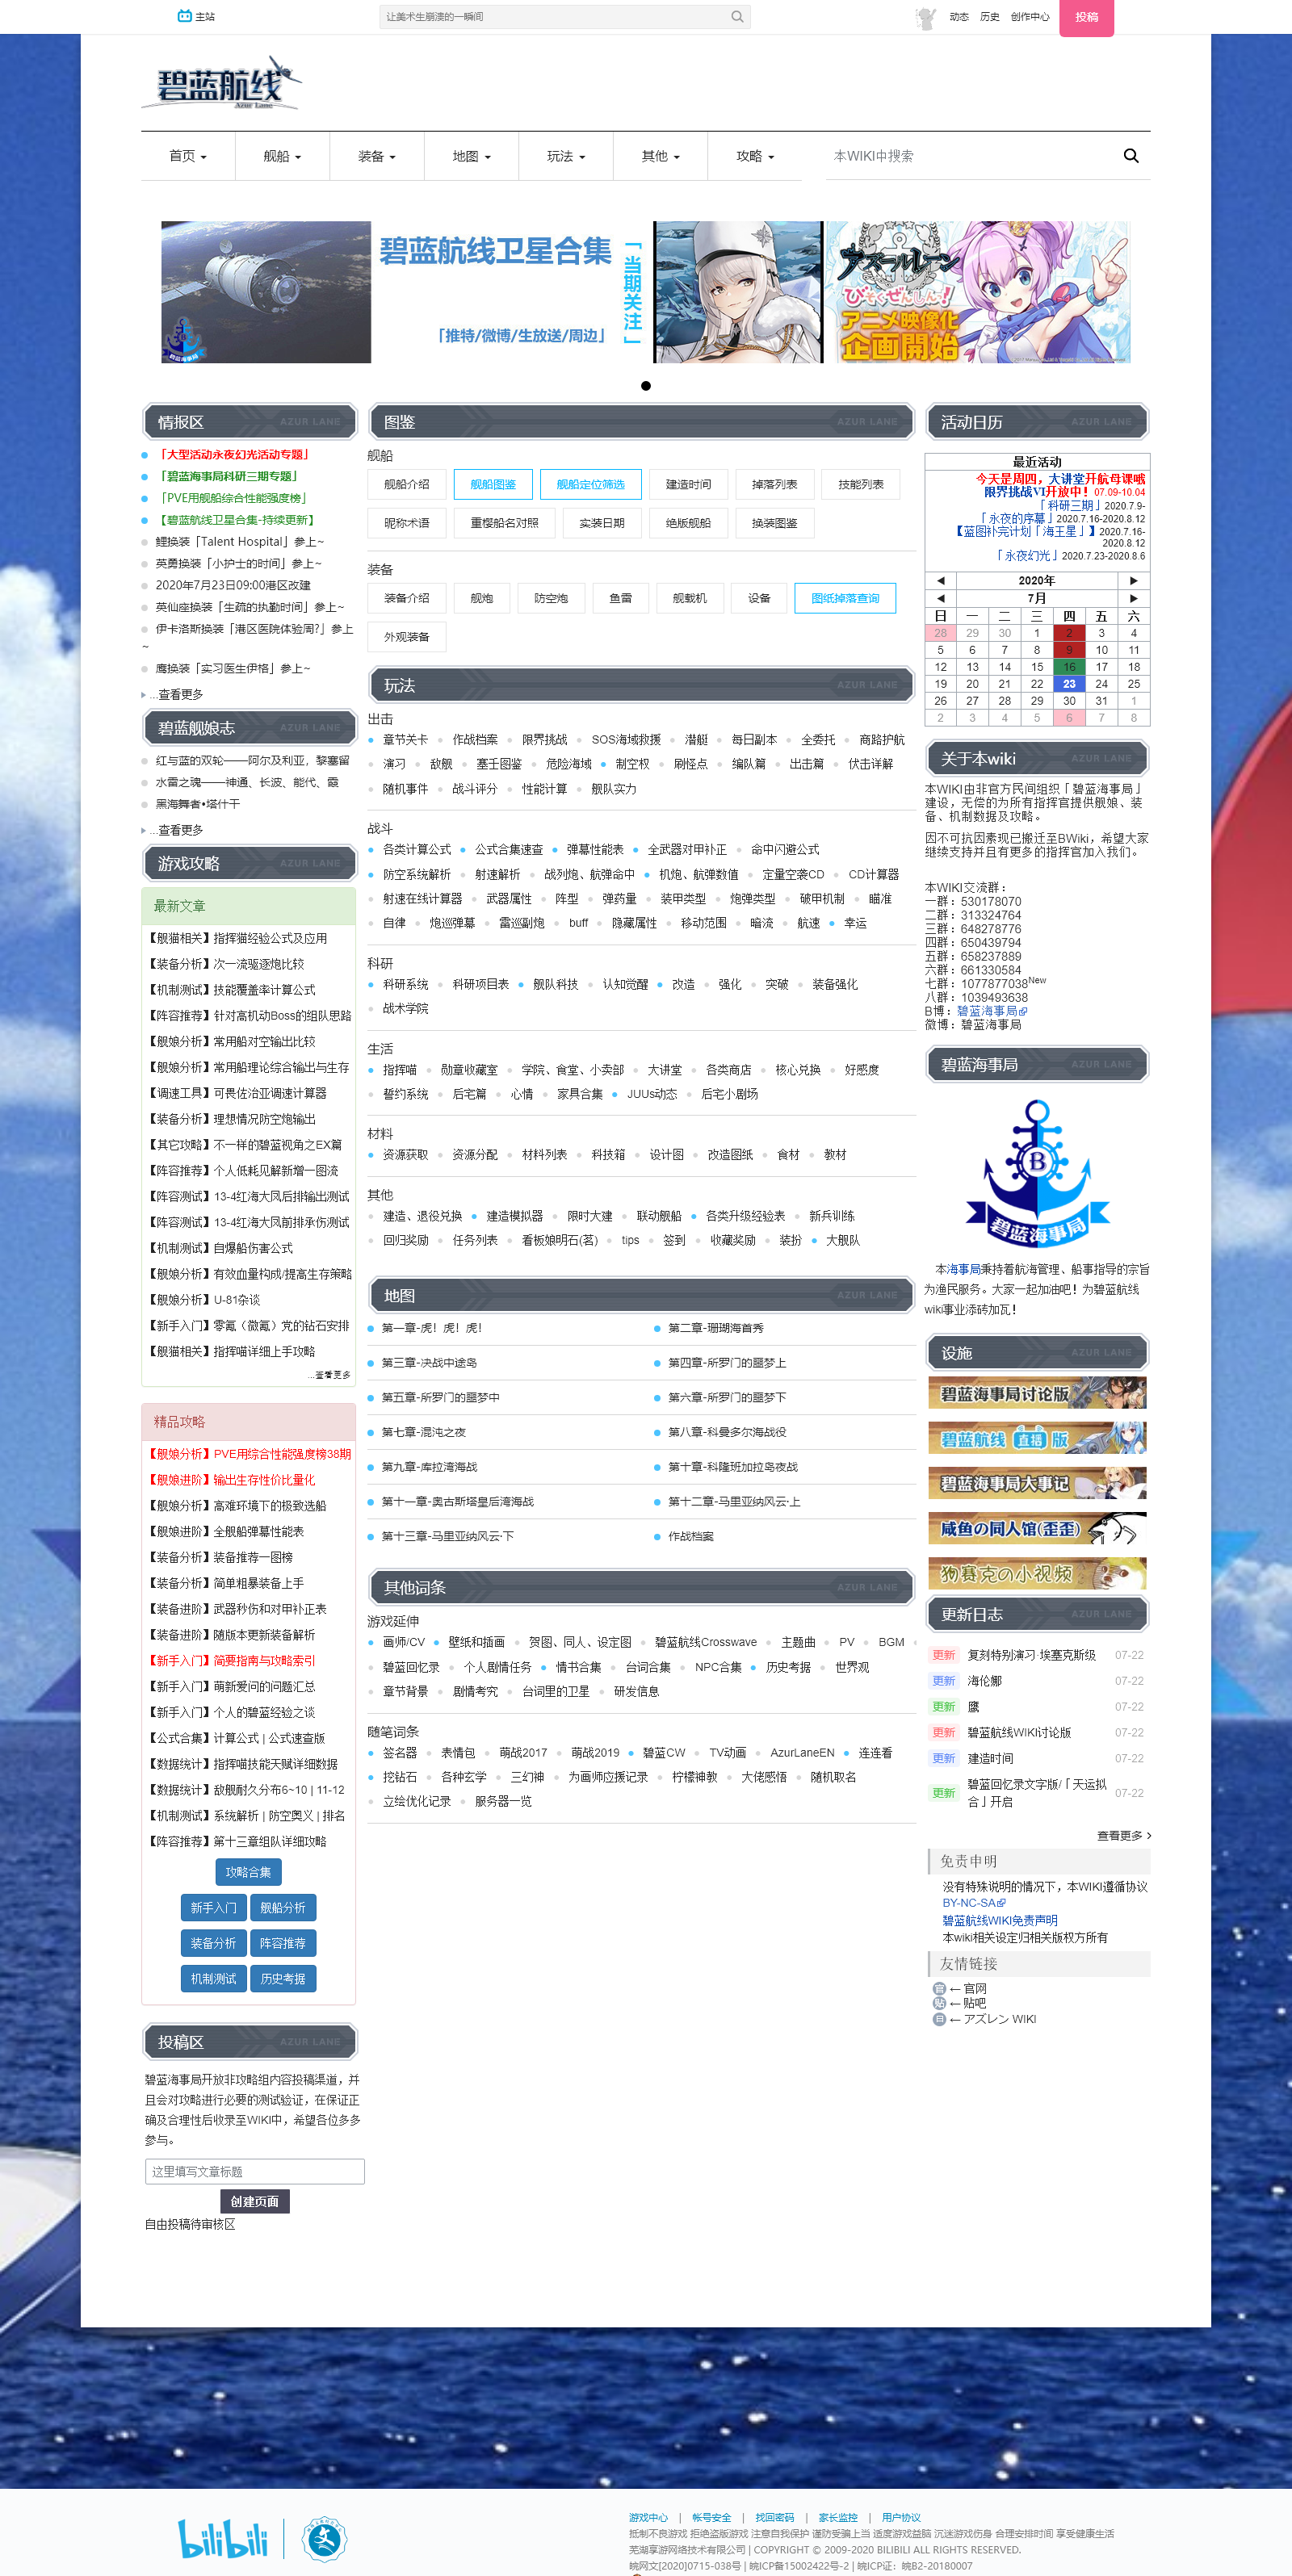 主站
让美术生崩溃的一瞬间
动态 历史 创作中心 投稿
碧蓝航线
Azur Lane
首页 舰船 装备 地图 玩法 其他 攻略
本WIKI中搜索
碧蓝航线卫星合集
「推特/微博/生放送/周边」
「当期关注」
アズールレーン
びそくぜんしん!
アニメ映像化
企画開始
情报区 AZUR LANE
「大型活动永夜幻光活动专题」
「碧蓝海事局科研三期专题」
「PVE用舰船综合性能强度榜」
【碧蓝航线卫星合集-持续更新】
鲤换装「Talent Hospital」参上~
英勇换装「小护士的时间」参上~
2020年7月23日09:00港区改建
英仙座换装「生疏的执勤时间」参上~
伊卡洛斯换装「港区医院体验周?」参上
~
鹰换装「实习医生伊格」参上~
...查看更多
碧蓝舰娘志 AZUR LANE
红与蓝的双轮——阿尔及利亚，黎塞留
水雷之魂——神通、长波、能代、霞
黑海舞者•塔什干
...查看更多
游戏攻略 AZUR LANE
最新文章
【舰猫相关】指挥猫经验公式及应用
【装备分析】次一流驱逐炮比较
【机制测试】技能覆盖率计算公式
【阵容推荐】针对高机动Boss的组队思路
【舰娘分析】常用船对空输出比较
【舰娘分析】常用船理论综合输出与生存
【调速工具】可畏佐治亚调速计算器
【装备分析】理想情况防空炮输出
【其它攻略】不一样的碧蓝视角之EX篇
【阵容推荐】个人低耗见解新增一图流
【阵容测试】13-4红海大凤后排输出测试
【阵容测试】13-4红海大凤前排承伤测试
【机制测试】自爆船伤害公式
【舰娘分析】有效血量构成/提高生存策略
【舰娘分析】U-81杂谈
【新手入门】零氪（微氪）党的钻石安排
【舰猫相关】指挥喵详细上手攻略
...查看更多
精品攻略
【舰娘分析】PVE用综合性能强度榜38期
【舰娘进阶】输出生存性价比量化
【舰娘分析】高难环境下的极致选船
【舰娘进阶】全舰船弹幕性能表
【装备分析】装备推荐一图榜
【装备分析】简单粗暴装备上手
【装备进阶】武器秒伤和对甲补正表
【装备进阶】随版本更新装备解析
【新手入门】简要指南与攻略索引
【新手入门】萌新爱问的问题汇总
【新手入门】个人的碧蓝经验之谈
【公式合集】计算公式 | 公式速查版
【数据统计】指挥喵技能天赋详细数据
【数据统计】敌舰耐久分布6~10 | 11-12
【机制测试】系统解析 | 防空奥义 | 排名
【阵容推荐】第十三章组队详细攻略
攻略合集
新手入门 舰船分析
装备分析 阵容推荐
机制测试 历史考据
投稿区 AZUR LANE
碧蓝海事局开放非攻略组内容投稿渠道，并
且会对攻略进行必要的测试验证，在保证正
确及合理性后收录至WIKI中，希望各位多多
参与。
这里填写文章标题
创建页面
自由投稿待审核区
图鉴 AZUR LANE
舰船
舰船介绍 舰船图鉴 舰船定位筛选 建造时间 掉落列表 技能列表
昵称术语 重樱船名对照 实装日期 绝版舰船 换装图鉴
装备
装备介绍 舰炮 防空炮 鱼雷 舰载机 设备 图纸掉落查询
外观装备
玩法 AZUR LANE
出击
章节关卡 作战档案 限界挑战 SOS海域救援 潜艇 每日副本 全委托 商路护航
演习 敌舰 塞壬图鉴 危险海域 制空权 刷怪点 编队篇 出击篇 伏击详解
随机事件 战斗评分 性能计算 舰队实力
战斗
各类计算公式 公式合集速查 弹幕性能表 全武器对甲补正 命中闪避公式
防空系统解析 射速解析 战列炮、航弹命中 机炮、航弹数值 定量空袭CD CD计算器
射速在线计算器 武器属性 阵型 弹药量 装甲类型 炮弹类型 破甲机制 瞄准
自律 炮巡弹幕 雷巡副炮 buff 隐藏属性 移动范围 暗流 航速 幸运
科研
科研系统 科研项目表 舰队科技 认知觉醒 改造 强化 突破 装备强化
战术学院
生活
指挥喵 勋章收藏室 学院、食堂、小卖部 大讲堂 各类商店 核心兑换 好感度
誓约系统 后宅篇 心情 家具合集 JUUs动态 后宅小剧场
材料
资源获取 资源分配 材料列表 科技箱 设计图 改造图纸 食材 教材
其他
建造、退役兑换 建造模拟器 限时大建 联动舰船 各类升级经验表 新兵训练
回归奖励 任务列表 看板娘明石(茗) tips 签到 收藏奖励 装扮 大舰队
地图 AZUR LANE
第一章-虎！虎！虎！ 第二章-珊瑚海首秀
第三章-决战中途岛 第四章-所罗门的噩梦上
第五章-所罗门的噩梦中 第六章-所罗门的噩梦下
第七章-混沌之夜 第八章-科曼多尔海战役
第九章-库拉湾海战 第十章-科隆班加拉岛夜战
第十一章-奥古斯塔皇后湾海战 第十二章-马里亚纳风云·上
第十三章-马里亚纳风云·下 作战档案
其他词条 AZUR LANE
游戏延伸
画师/CV 壁纸和插画 贺图、同人、设定图 碧蓝航线Crosswave 主题曲 PV BGM
碧蓝回忆录 个人剧情任务 情书合集 台词合集 NPC合集 历史考据 世界观
章节背景 剧情考究 台词里的卫星 研发信息
随笔词条
签名器 表情包 萌战2017 萌战2019 碧蓝CW TV动画 AzurLaneEN 连连看
挖钻石 各种玄学 三幻神 为画师应援记录 柠檬神教 大佬感悟 随机取名
立绘优化记录 服务器一览
活动日历 AZUR LANE
最近活动
今天是周四，大讲堂开航母课哦
限界挑战VI开放中！07.09-10.04
「科研三期」2020.7.9-
「永夜的序幕」2020.7.16-2020.8.12
【蓝图补完计划「海王星」】2020.7.16-
2020.8.12
「永夜幻光」2020.7.23-2020.8.6
◀ 2020年 ▶
◀ 7月 ▶
日 一 二 三 四 五 六
28 29 30 1 2 3 4
5 6 7 8 9 10 11
12 13 14 15 16 17 18
19 20 21 22 23 24 25
26 27 28 29 30 31 1
2 3 4 5 6 7 8
关于本wiki AZUR LANE
本WIKI由非官方民间组织「碧蓝海事局」
建设，无偿的为所有指挥官提供舰娘、装
备、机制数据及攻略。
因不可抗因素现已搬迁至BWiki，希望大家
继续支持并且有更多的指挥官加入我们。
本WIKI交流群：
一群：530178070
二群：313324764
三群：648278776
四群：650439794
五群：658237889
六群：661330584
七群：1077877038New
八群：1039493638
B博：碧蓝海事局
微博：碧蓝海事局
碧蓝海事局 AZUR LANE
B
碧蓝海事局
本海事局秉持着航海管理、船事指导的宗旨
为渔民服务。大家一起加油吧！为碧蓝航线
wiki事业添砖加瓦！
设施 AZUR LANE
碧蓝海事局讨论版
碧蓝航线 直播 版
碧蓝海事局大事记
咸鱼の同人馆(歪歪)
狗赛克の小视频
更新日志 AZUR LANE
更新 复刻特别演习·埃塞克斯级 07-22
更新 海伦娜 07-22
更新 鹰 07-22
更新 碧蓝航线WIKI讨论版 07-22
更新 建造时间 07-22
更新 碧蓝回忆录文字版/「天运拟
合」开启 07-22
查看更多
免责申明
没有特殊说明的情况下，本WIKI遵循协议
BY-NC-SA
碧蓝航线WIKI免责声明
本wiki相关设定归相关版权方所有
友情链接
官 ←官网
贴 ←贴吧
日 ←アズレン WIKI
bilibili
游戏中心 | 帐号安全 | 找回密码 | 家长监控 | 用户协议
抵制不良游戏 拒绝盗版游戏 注意自我保护 谨防受骗上当 适度游戏益脑 沉迷游戏伤身 合理安排时间 享受健康生活
芜湖享游网络技术有限公司 | COPYRIGHT © 2009-2020 BILIBILI ALL RIGHTS RESERVED.
皖网文[2020]0715-038号 | 皖ICP备15002422号-2 | 皖ICP证：皖B2-20180007